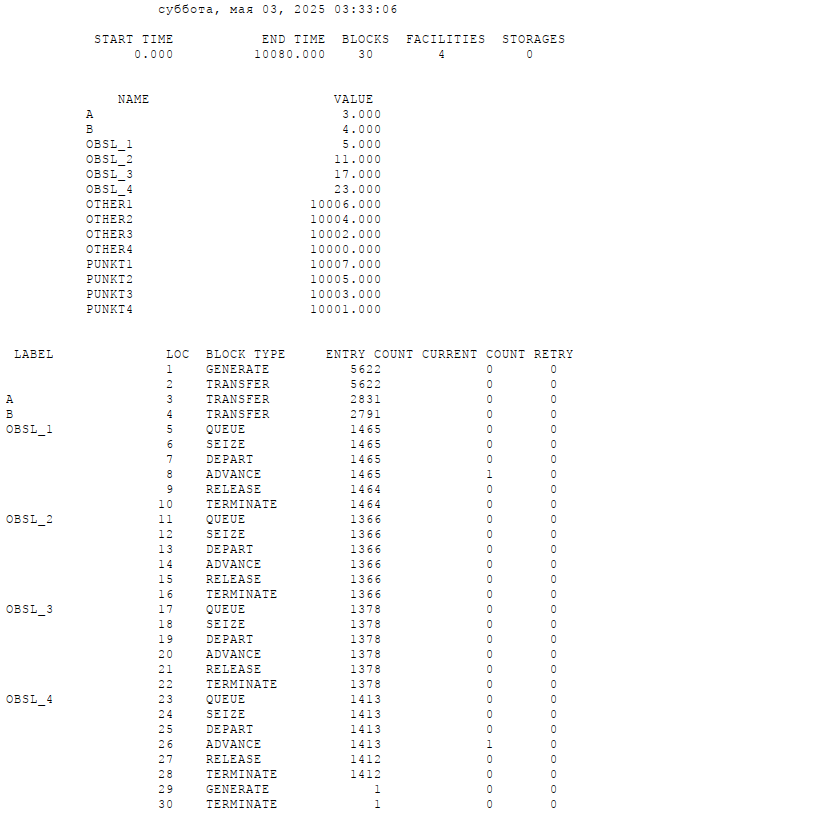 суббота, мая 03, 2025 03:33:06
START TIME END TIME BLOCKS FACILITIES STORAGES
0.000 10080.000 30 4 0
NAME VALUE
A 3.000
B 4.000
OBSL_1 5.000
OBSL_2 11.000
OBSL_3 17.000
OBSL_4 23.000
OTHER1 10006.000
OTHER2 10004.000
OTHER3 10002.000
OTHER4 10000.000
PUNKT1 10007.000
PUNKT2 10005.000
PUNKT3 10003.000
PUNKT4 10001.000
LABEL LOC BLOCK TYPE ENTRY COUNT CURRENT COUNT RETRY
1 GENERATE 5622 0 0
2 TRANSFER 5622 0 0
A 3 TRANSFER 2831 0 0
B 4 TRANSFER 2791 0 0
OBSL_1 5 QUEUE 1465 0 0
6 SEIZE 1465 0 0
7 DEPART 1465 0 0
8 ADVANCE 1465 1 0
9 RELEASE 1464 0 0
10 TERMINATE 1464 0 0
OBSL_2 11 QUEUE 1366 0 0
12 SEIZE 1366 0 0
13 DEPART 1366 0 0
14 ADVANCE 1366 0 0
15 RELEASE 1366 0 0
16 TERMINATE 1366 0 0
OBSL_3 17 QUEUE 1378 0 0
18 SEIZE 1378 0 0
19 DEPART 1378 0 0
20 ADVANCE 1378 0 0
21 RELEASE 1378 0 0
22 TERMINATE 1378 0 0
OBSL_4 23 QUEUE 1413 0 0
24 SEIZE 1413 0 0
25 DEPART 1413 0 0
26 ADVANCE 1413 1 0
27 RELEASE 1412 0 0
28 TERMINATE 1412 0 0
29 GENERATE 1 0 0
30 TERMINATE 1 0 0